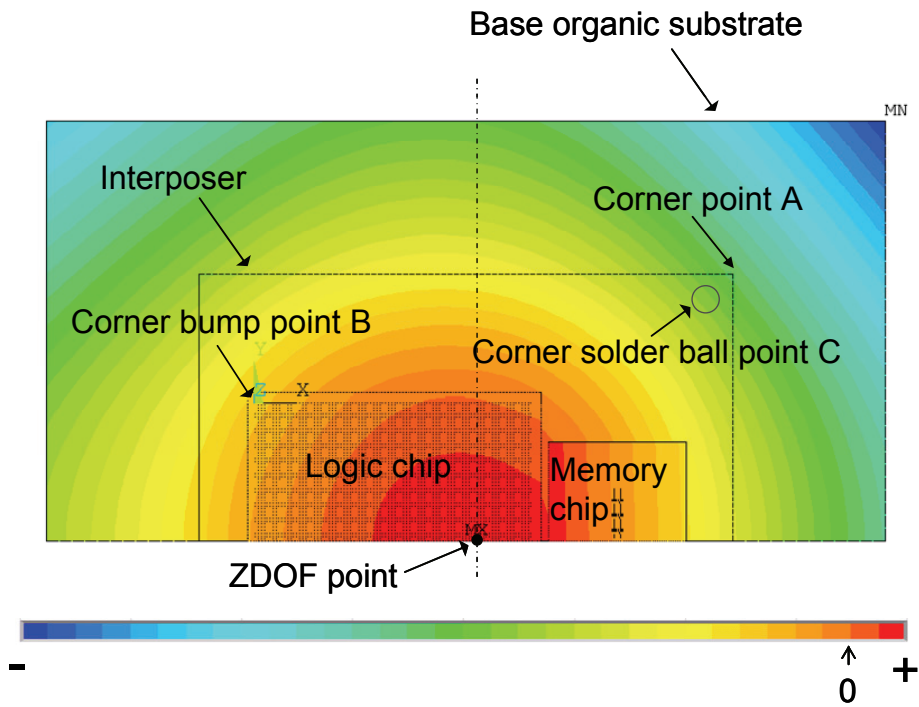 Base organic substrate
MN
Interposer
Corner point A
Corner bump point B
Corner solder ball point C
Y
Z X
Logic chip
Memory
chip
MX
ZDOF point
- +
0